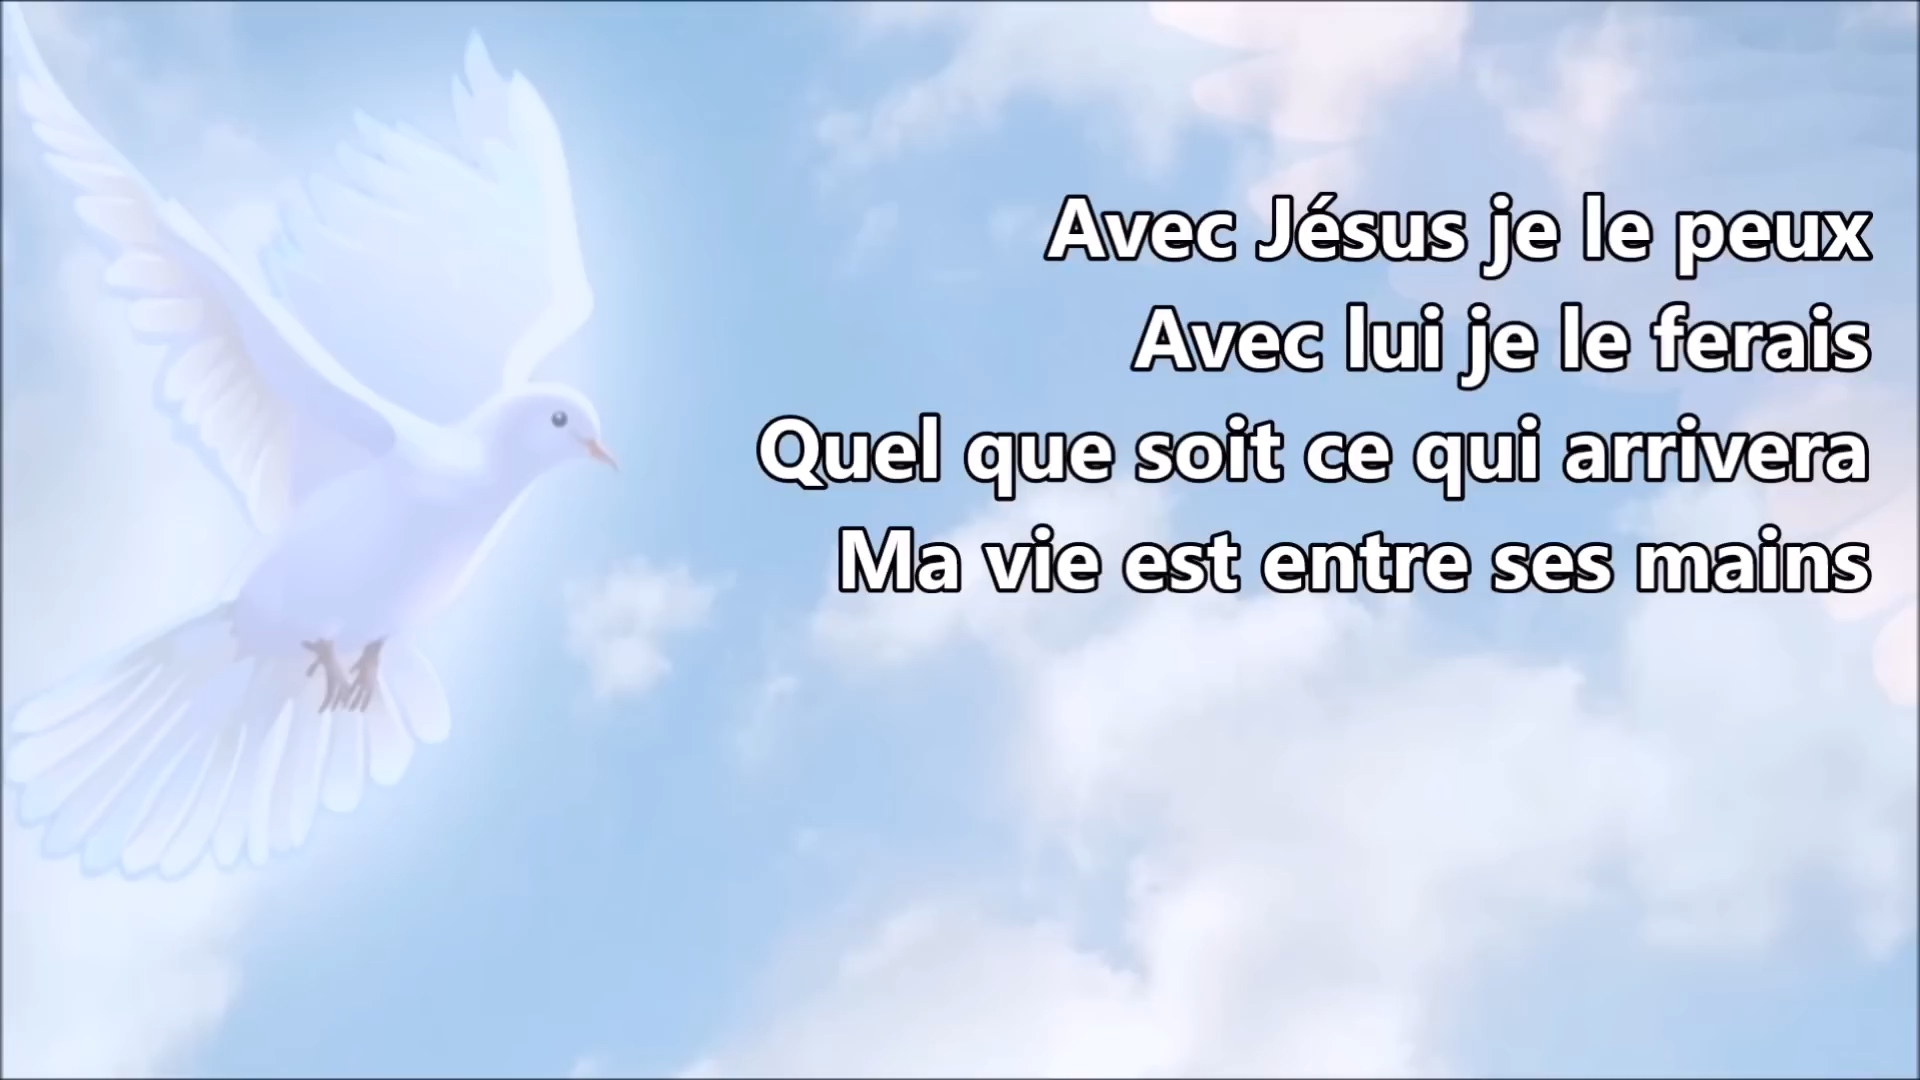 Avec Jésus je le peux
Avec lui je le ferais
Quel que soit ce qui arrivera
Ma vie est entre ses mains